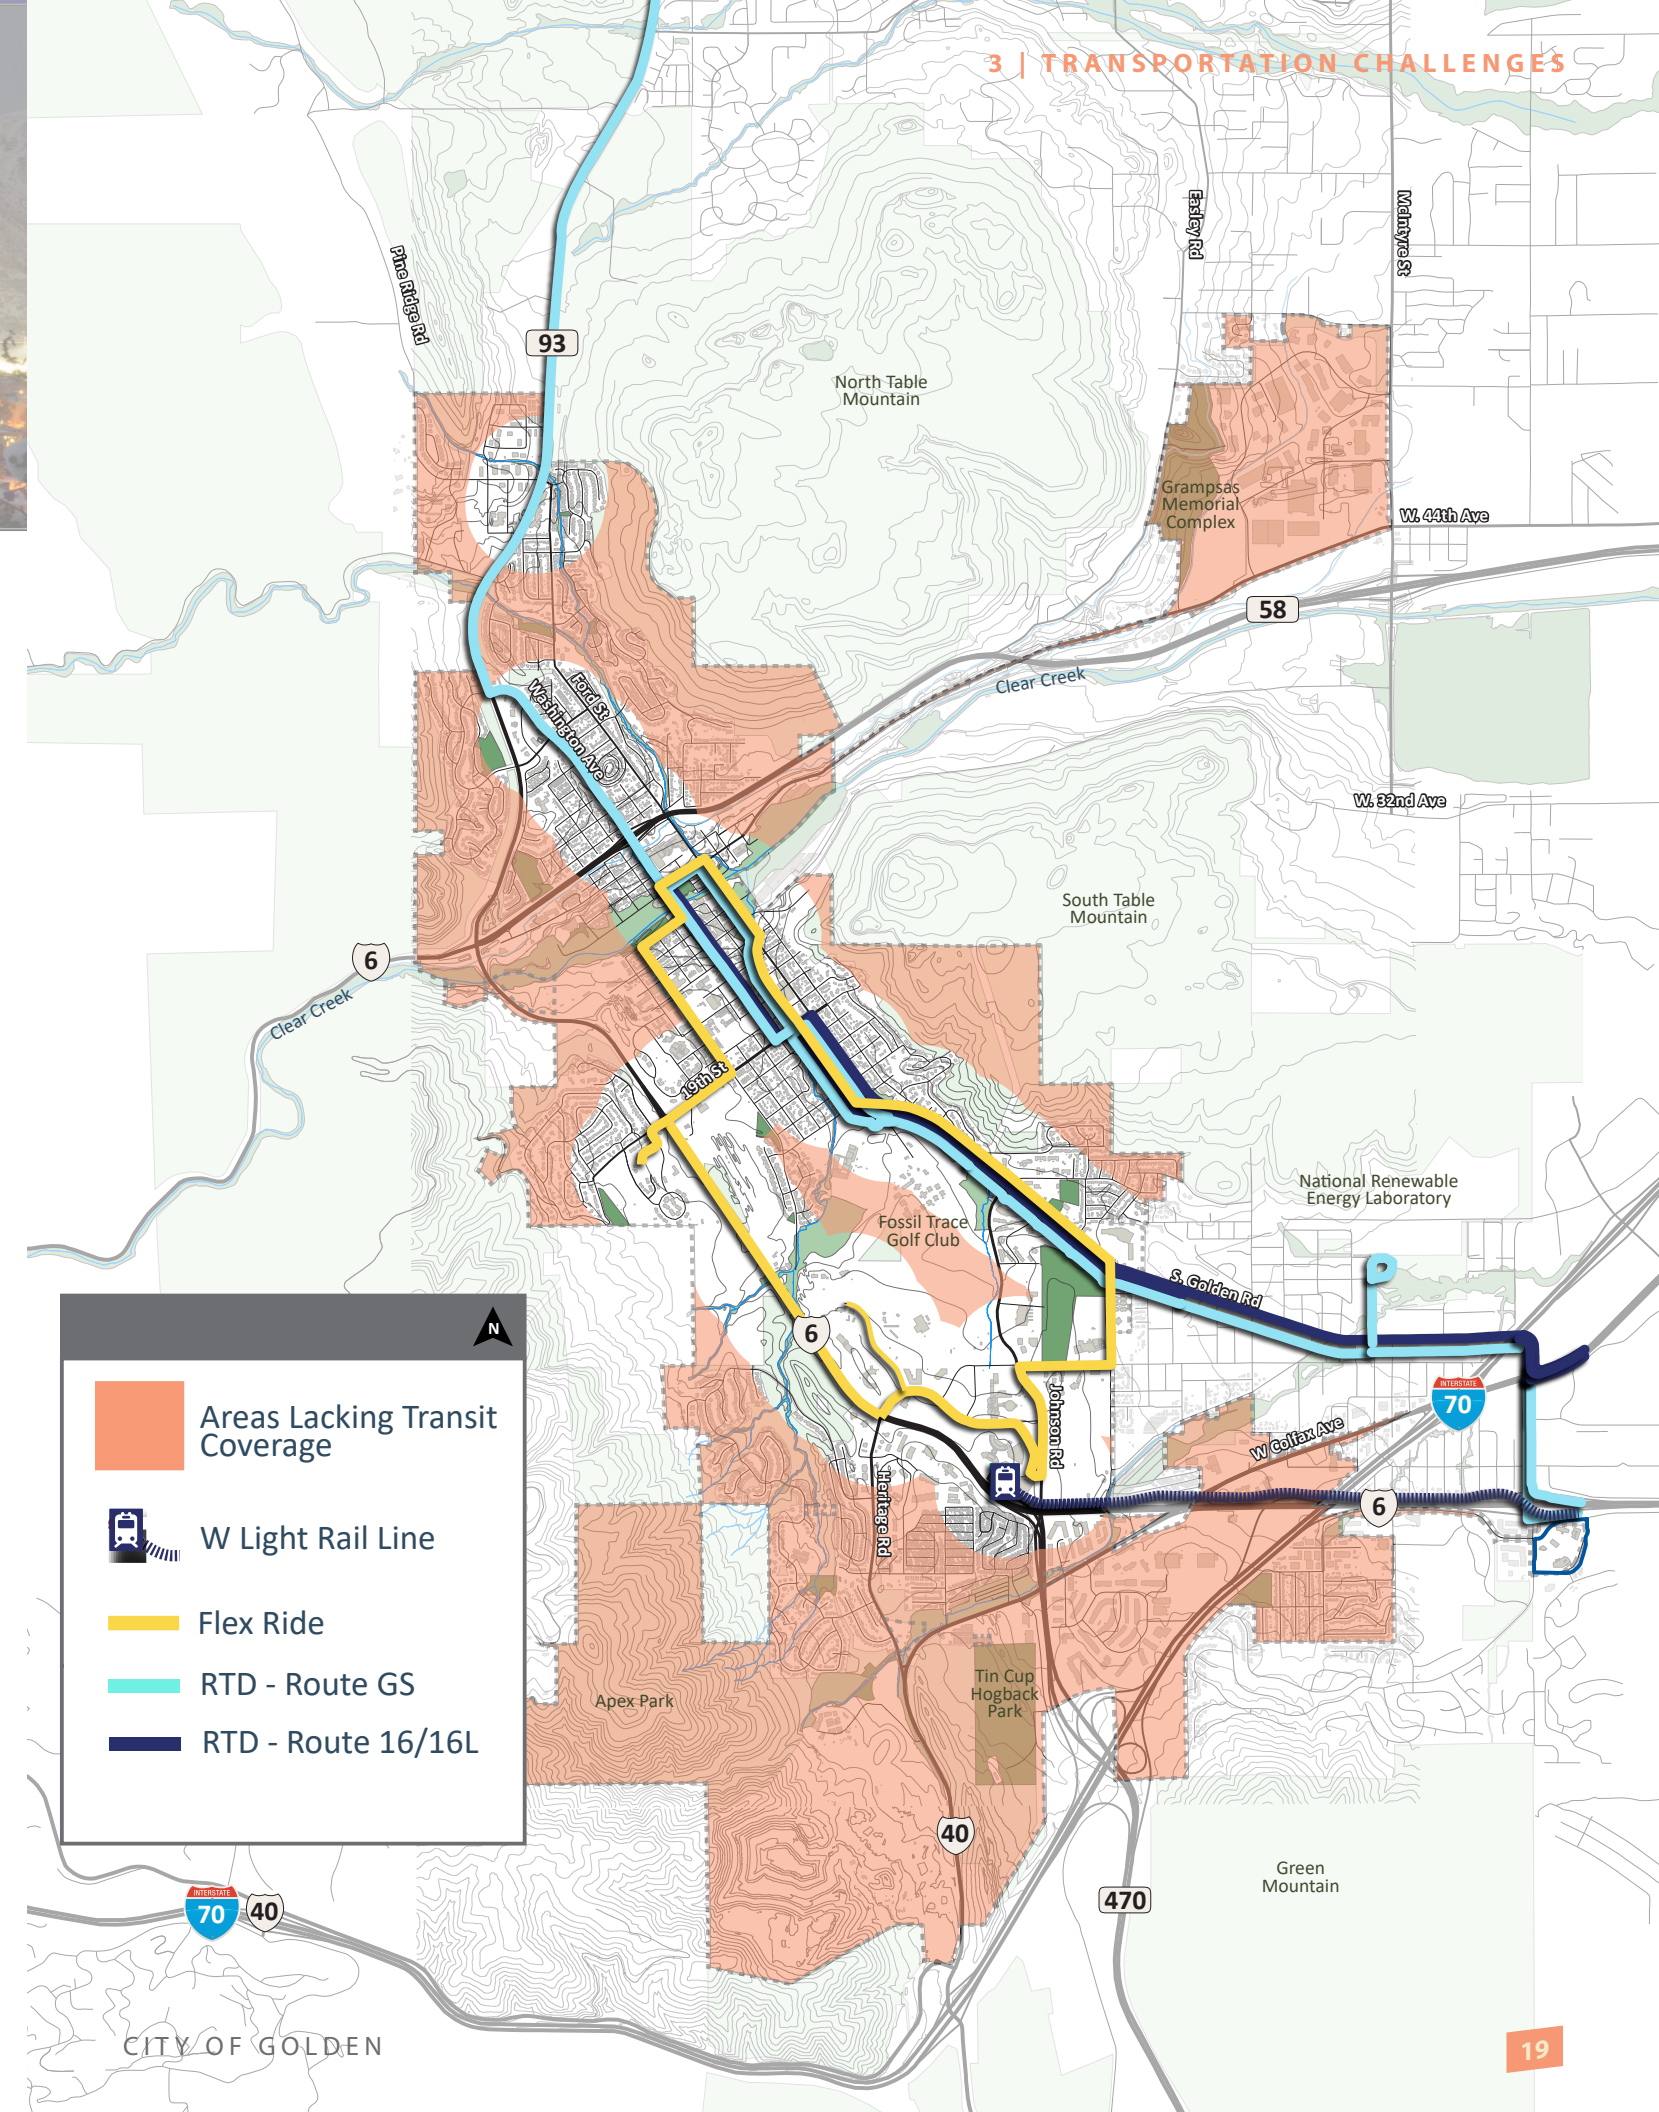 3 | TRANSPORTATION CHALLENGES
Easley Rd
McIntyre St
Pine Ridge Rd
93
North Table
Mountain
Grampsas
Memorial
Complex
W. 44th Ave
58
Clear Creek
Ford St
Washington Ave
W. 32nd Ave
South Table
Mountain
6
Clear Creek
19th St
National Renewable
Energy Laboratory
Fossil Trace
Golf Club
S. Golden Rd
6
INTERSTATE
70
Johnson Rd
W Colfax Ave
Heritage Rd
6
N
Areas Lacking Transit
Coverage
W Light Rail Line
Flex Ride
RTD - Route GS
RTD - Route 16/16L
Apex Park
Tin Cup
Hogback
Park
40
Green
Mountain
470
INTERSTATE
70
40
CITY OF GOLDEN
19